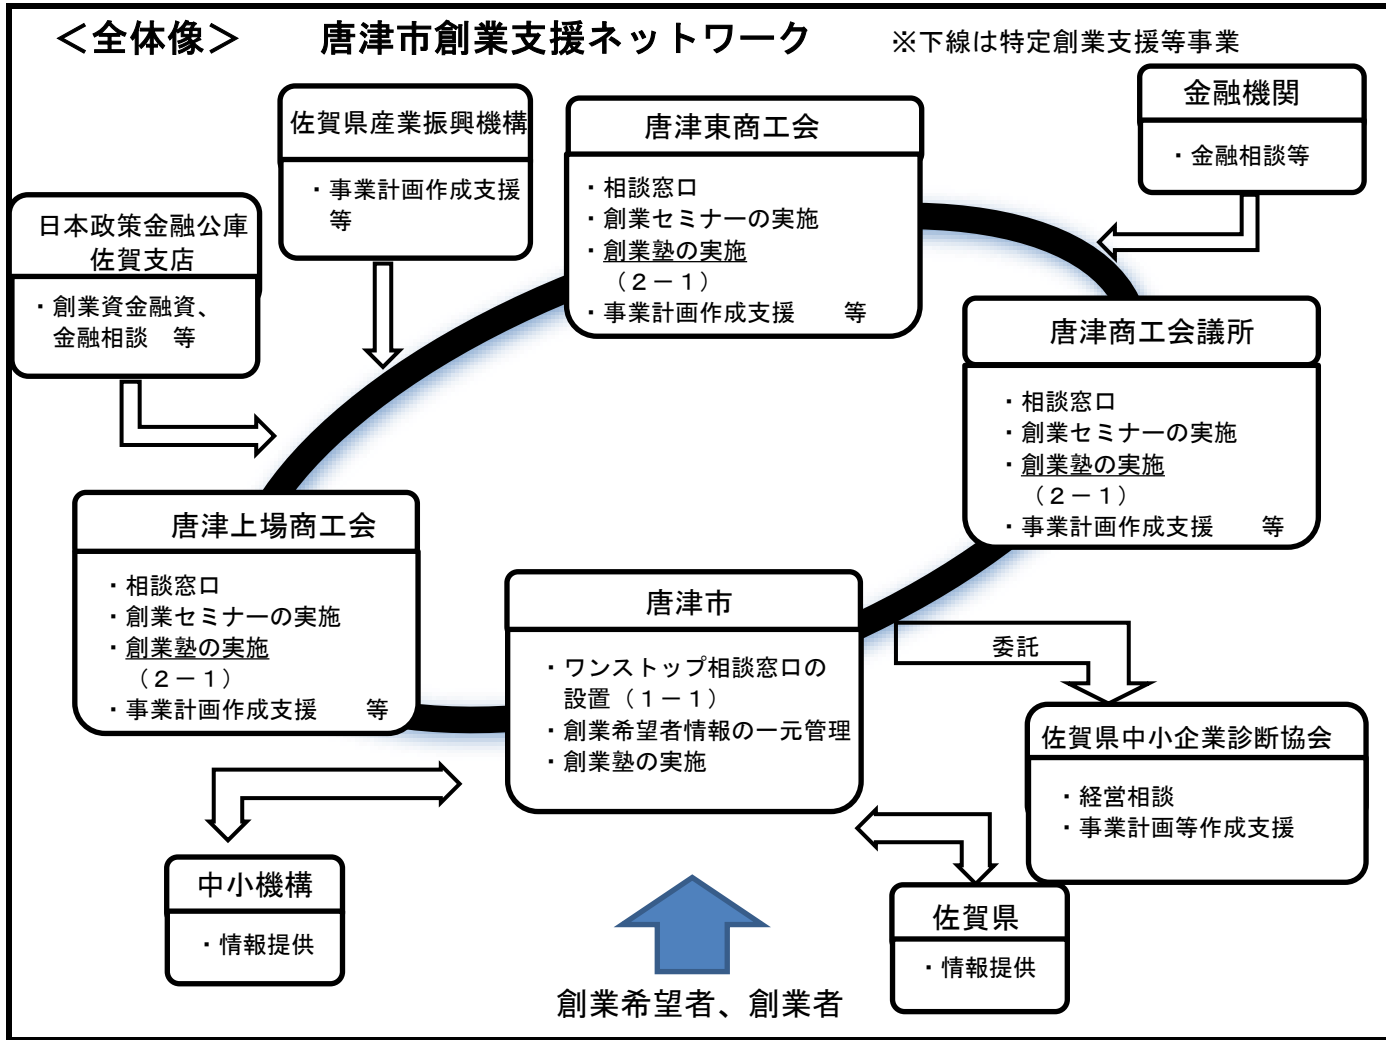 ＜全体像＞　唐津市創業支援ネットワーク　※下線は特定創業支援等事業
佐賀県産業振興機構
・事業計画作成支援
等
唐津東商工会
・相談窓口
・創業セミナーの実施
・創業塾の実施
（２－１）
・事業計画作成支援　等
金融機関
・金融相談等
日本政策金融公庫
佐賀支店
・創業資金融資、
金融相談　等
唐津商工会議所
・相談窓口
・創業セミナーの実施
・創業塾の実施
（２－１）
・事業計画作成支援　等
唐津上場商工会
・相談窓口
・創業セミナーの実施
・創業塾の実施
（２－１）
・事業計画作成支援　等
唐津市
・ワンストップ相談窓口の
設置（１－１）
・創業希望者情報の一元管理
・創業塾の実施
委託
佐賀県中小企業診断協会
・経営相談
・事業計画等作成支援
中小機構
・情報提供
佐賀県
・情報提供
創業希望者、創業者